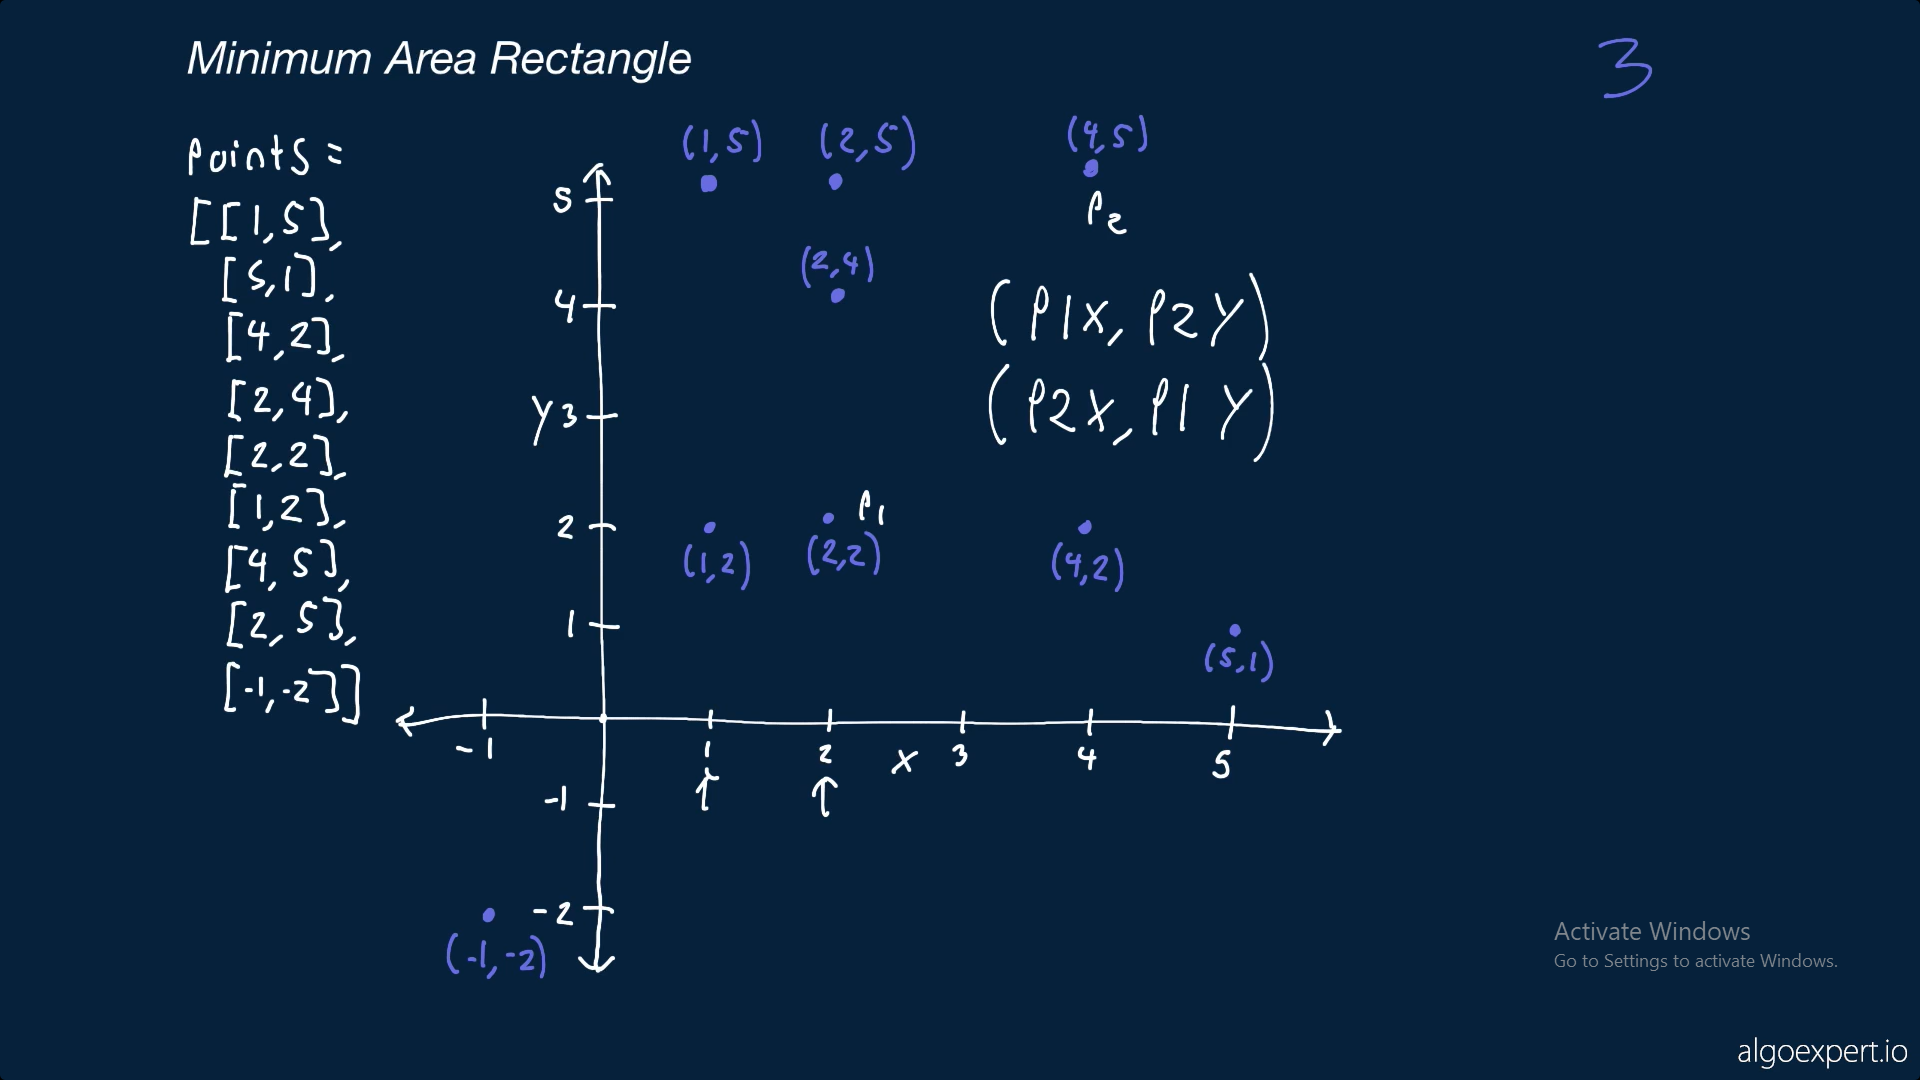 Minimum Area Rectangle
3
Points =
[[1,5],
[5,1],
[4,2],
[2,4],
[2,2],
[1,2],
[4,5],
[2,5],
[-1,-2]]
(1,5) (2,5) (4,5)
5
P2
(2,4)
4
(P1X, P2Y)
(P2X, P1Y)
y 3
P1
2
(1,2) (2,2) (4,2)
1
(5,1)
-1 1 2 x 3 4 5
-1
-2
(-1,-2)
Activate Windows
Go to Settings to activate Windows.
algoexpert.io